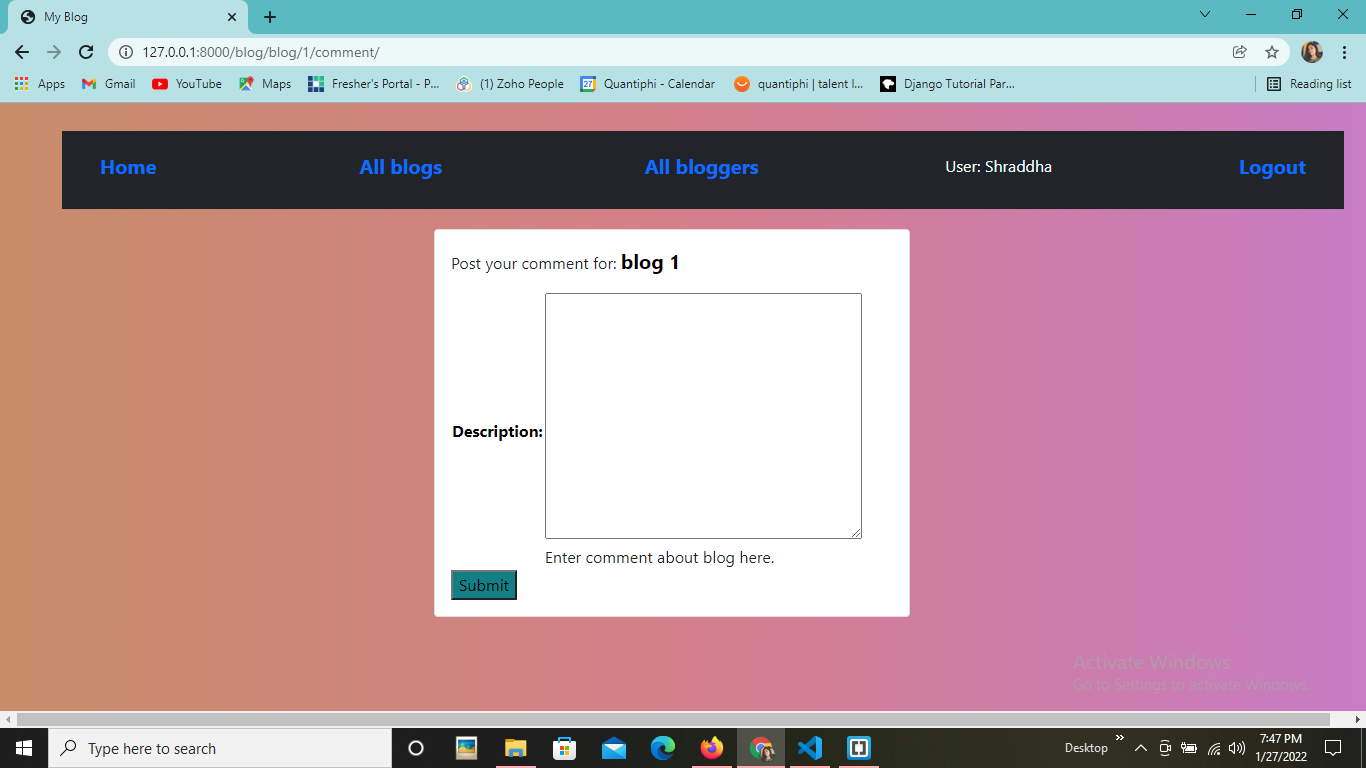 My Blog
127.0.0.1:8000/blog/blog/1/comment/
Apps Gmail YouTube Maps Fresher's Portal - P... (1) Zoho People 27 Quantiphi - Calendar quantiphi | talent l... Django Tutorial Par... Reading list
Home All blogs All bloggers User: Shraddha Logout
Post your comment for: blog 1
Description:
Enter comment about blog here.
Submit
Activate Windows
Go to Settings to activate Windows.
Type here to search Desktop 7:47 PM
1/27/2022